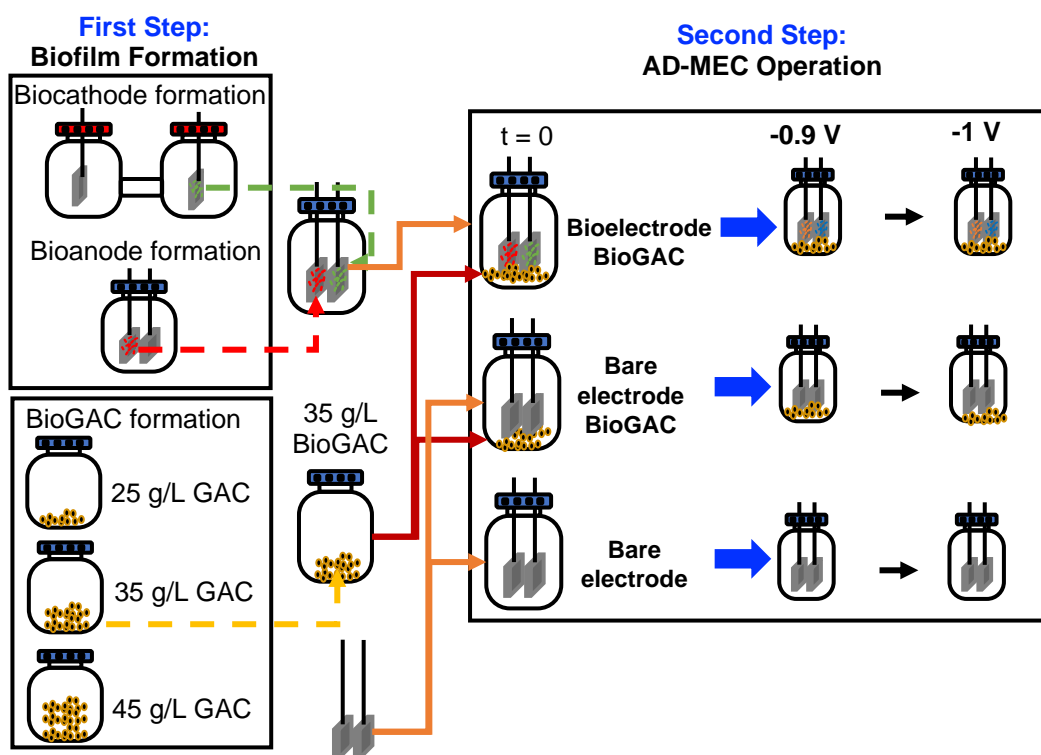 First Step:
Biofilm Formation
Biocathode formation
Bioanode formation
BioGAC formation
25 g/L GAC
35 g/L GAC
45 g/L GAC
35 g/L
BioGAC
Second Step:
AD-MEC Operation
t = 0
-0.9 V
-1 V
Bioelectrode
BioGAC
Bare
electrode
BioGAC
Bare
electrode